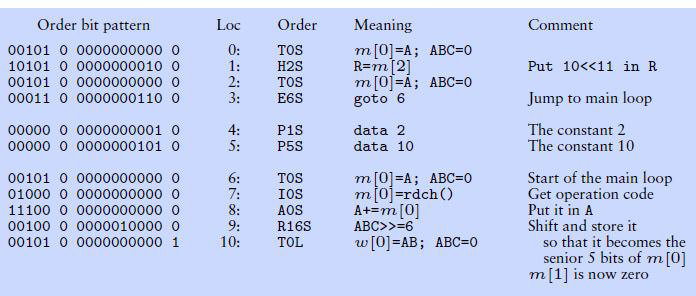 Order bit pattern Loc Order Meaning Comment
00101 0 0000000000 0 0: T0S m[0]=A; ABC=0
10101 0 0000000010 0 1: H2S R=m[2] Put 10<<11 in R
00101 0 0000000000 0 2: T0S m[0]=A; ABC=0
00011 0 0000000110 0 3: E6S goto 6 Jump to main loop
00000 0 0000000001 0 4: P1S data 2 The constant 2
00000 0 0000000101 0 5: P5S data 10 The constant 10
00101 0 0000000000 0 6: T0S m[0]=A; ABC=0 Start of the main loop
01000 0 0000000000 0 7: I0S m[0]=rdch() Get operation code
11100 0 0000000000 0 8: A0S A+=m[0] Put it in A
00100 0 0000010000 0 9: R16S ABC>>=6 Shift and store it
00101 0 0000000000 1 10: T0L w[0]=AB; ABC=0 so that it becomes the
senior 5 bits of m[0]
m[1] is now zero